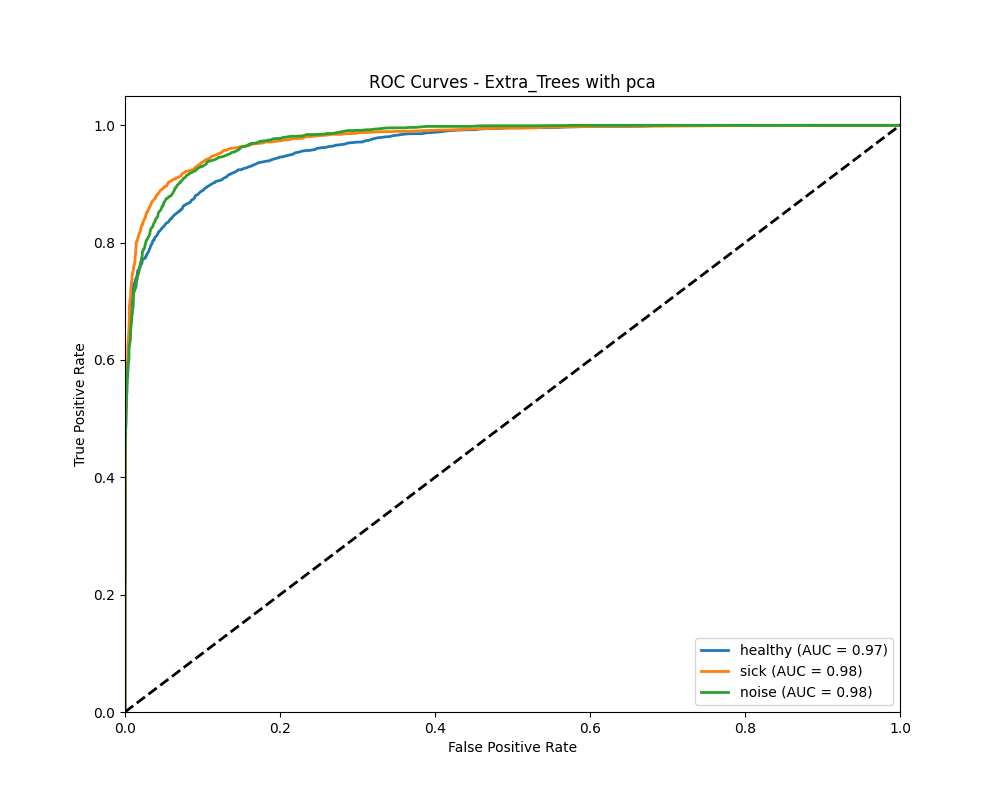 ROC Curves - Extra_Trees with pca
True Positive Rate
1.0
0.8
0.6
0.4
0.2
0.0
0.0 0.2 0.4 0.6 0.8 1.0
False Positive Rate
healthy (AUC = 0.97)
sick (AUC = 0.98)
noise (AUC = 0.98)